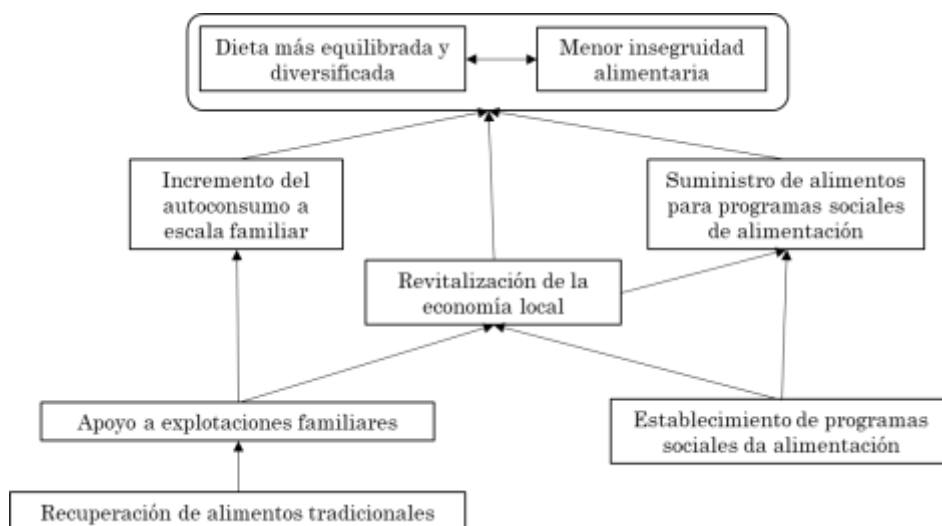 Dieta más equilibrada y
diversificada
Menor insegruidad
alimentaria
Incremento del
autoconsumo a
escala familiar
Suministro de alimentos
para programas sociales
de alimentación
Revitalización de la
economía local
Apoyo a explotaciones familiares
Establecimiento de programas
sociales da alimentación
Recuperación de alimentos tradicionales